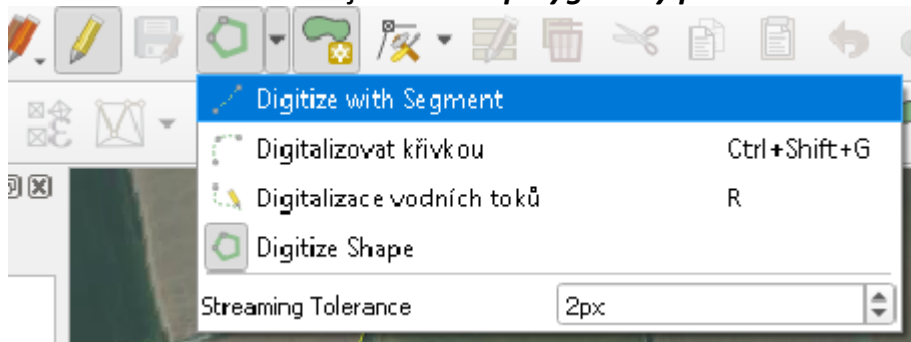 Digitize with Segment
Digitalizovat křivkou Ctrl+Shift+G
Digitalizace vodních toků R
Digitize Shape
Streaming Tolerance 2px